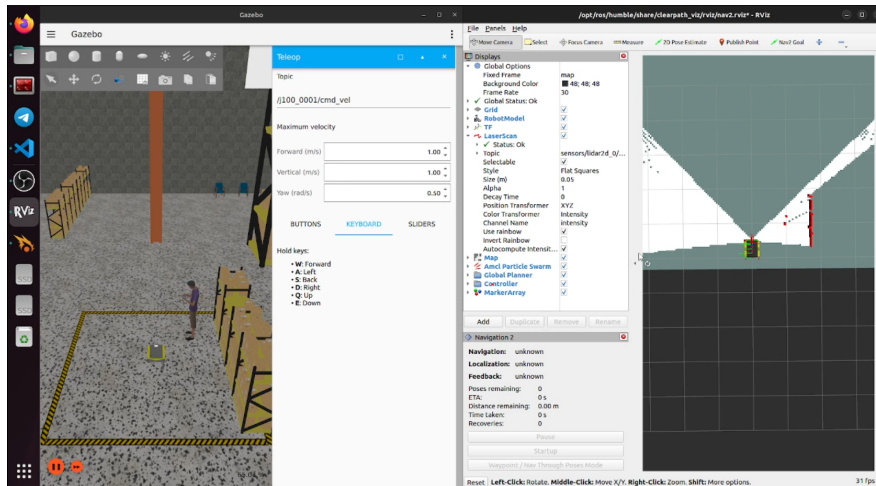 Gazebo
/opt/ros/humble/share/clearpath_viz/rviz/nav2.rviz* - RViz
Gazebo
Teleop
Topic
/j100_0001/cmd_vel
Maximum velocity
Forward (m/s) 1.00
Vertical (m/s) 1.00
Yaw (rad/s) 0.50
BUTTONS KEYBOARD SLIDERS
Hold keys:
• W: Forward
• A: Left
• S: Back
• D: Right
• Q: Up
• E: Down
RViz
SSD
SSD
File Panels Help
Move Camera Select Focus Camera Measure 2D Pose Estimate Publish Point Nav2 Goal
Displays
Global Options
Fixed Frame map
Background Color 48; 48; 48
Frame Rate 30
Global Status: Ok
Grid
RobotModel
TF
LaserScan
Status: Ok
Topic sensors/lidar2d_0/...
Selectable
Style Flat Squares
Size (m) 0.05
Alpha 1
Decay Time 0
Position Transformer XYZ
Color Transformer Intensity
Channel Name intensity
Use rainbow
Invert Rainbow
Autocompute Intensit...
Map
Amcl Particle Swarm
Global Planner
Controller
MarkerArray
Add Duplicate Remove Rename
Navigation 2
Navigation: unknown
Localization: unknown
Feedback: unknown
Poses remaining: 0
ETA: 0 s
Distance remaining: 0.00 m
Time taken: 0 s
Recoveries: 0
Pause
Startup
Waypoint / Nav Through Poses Mode
Reset Left-Click: Rotate. Middle-Click: Move X/Y. Right-Click: Zoom. Shift: More options. 31 fps